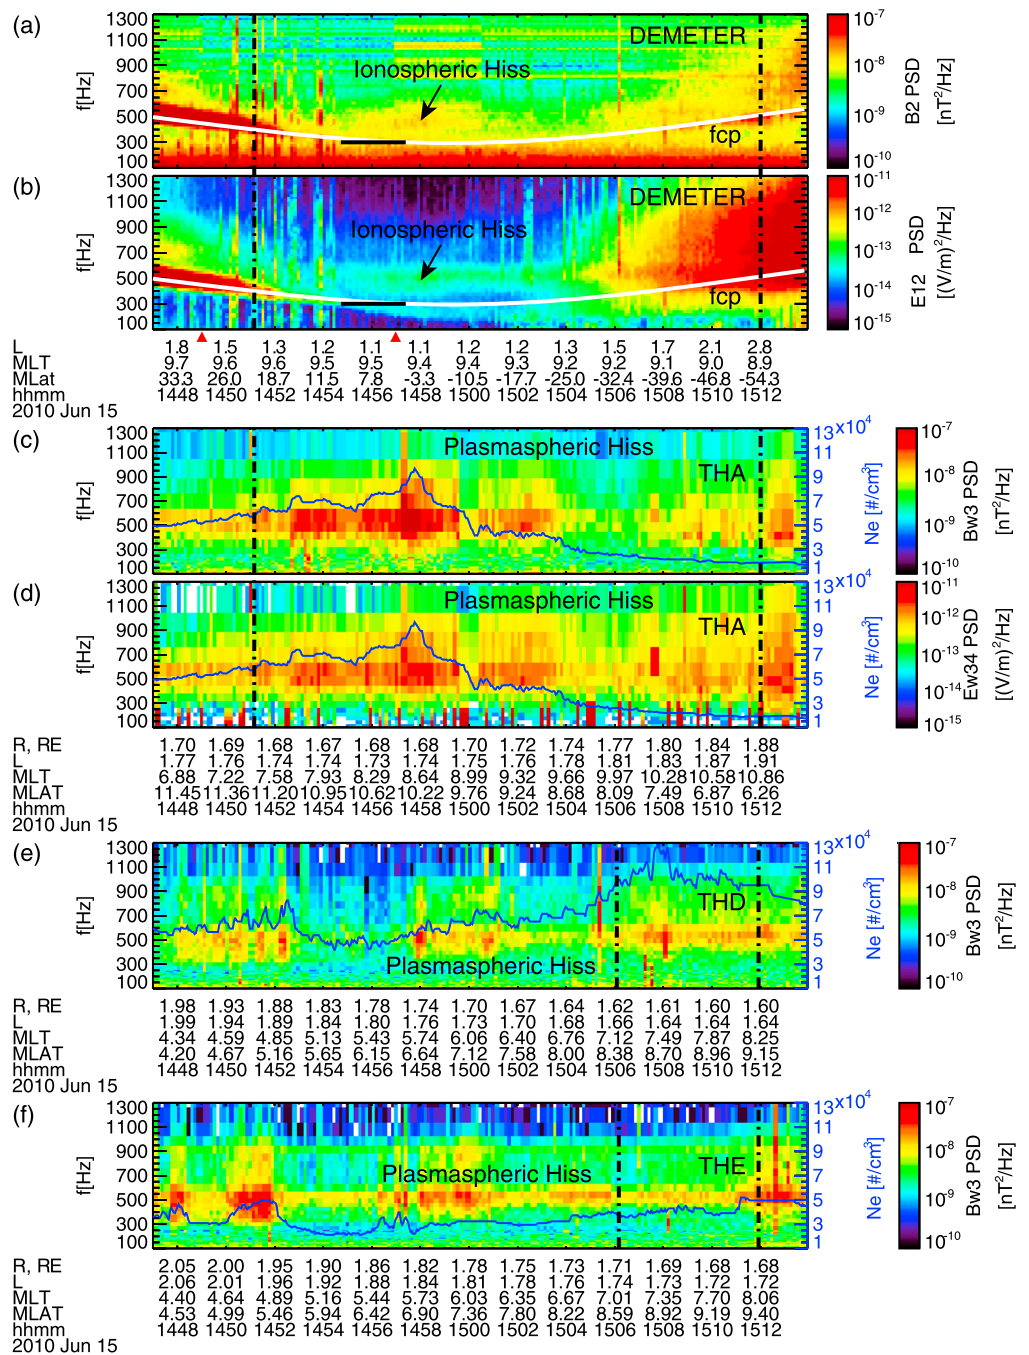 (a)
1300
1100
900
700
500
300
100
f[Hz]
DEMETER
Ionospheric Hiss
fcp
10-7
10-8
10-9
10-10
B2 PSD
[nT2/Hz]
(b)
1300
1100
900
700
500
300
100
f[Hz]
DEMETER
Ionospheric Hiss
fcp
10-11
10-12
10-13
10-14
10-15
E12 PSD
[(V/m)2/Hz]
L 1.8 1.5 1.3 1.2 1.1 1.1 1.2 1.2 1.3 1.5 1.7 2.1 2.8
MLT 9.7 9.6 9.6 9.5 9.5 9.4 9.4 9.3 9.2 9.2 9.1 9.0 8.9
MLat 33.3 26.0 18.7 11.5 7.8 -3.3 -10.5 -17.7 -25.0 -32.4 -39.6 -46.8 -54.3
hhmm 1448 1450 1452 1454 1456 1458 1500 1502 1504 1506 1508 1510 1512
2010 Jun 15
(c)
1300
1100
900
700
500
300
100
f[Hz]
Plasmaspheric Hiss
THA
13x104
11
9
7
5
3
1
Ne [#/cm3]
10-7
10-8
10-9
10-10
Bw3 PSD
[nT2/Hz]
(d)
1300
1100
900
700
500
300
100
f[Hz]
Plasmaspheric Hiss
THA
13x104
11
9
7
5
3
1
Ne [#/cm3]
10-11
10-12
10-13
10-14
10-15
Ew34 PSD
[(V/m)2/Hz]
R, RE 1.70 1.69 1.68 1.67 1.68 1.68 1.70 1.72 1.74 1.77 1.80 1.84 1.88
L 1.77 1.76 1.74 1.74 1.73 1.74 1.75 1.76 1.78 1.81 1.83 1.87 1.91
MLT 6.88 7.22 7.58 7.93 8.29 8.64 8.99 9.32 9.66 9.97 10.28 10.58 10.86
MLAT 11.45 11.36 11.20 10.95 10.62 10.22 9.76 9.24 8.68 8.09 7.49 6.87 6.26
hhmm 1448 1450 1452 1454 1456 1458 1500 1502 1504 1506 1508 1510 1512
2010 Jun 15
(e)
1300
1100
900
700
500
300
100
f[Hz]
THD
Plasmaspheric Hiss
13x104
11
9
7
5
3
1
Ne [#/cm3]
10-7
10-8
10-9
10-10
Bw3 PSD
[nT2/Hz]
R, RE 1.98 1.93 1.88 1.83 1.78 1.74 1.70 1.67 1.64 1.62 1.61 1.60 1.60
L 1.99 1.94 1.89 1.84 1.80 1.76 1.73 1.70 1.68 1.66 1.64 1.64 1.64
MLT 4.34 4.59 4.85 5.13 5.43 5.74 6.06 6.40 6.76 7.12 7.49 7.87 8.25
MLAT 4.20 4.67 5.16 5.65 6.15 6.64 7.12 7.58 8.00 8.38 8.70 8.96 9.15
hhmm 1448 1450 1452 1454 1456 1458 1500 1502 1504 1506 1508 1510 1512
2010 Jun 15
(f)
1300
1100
900
700
500
300
100
f[Hz]
Plasmaspheric Hiss
THE
13x104
11
9
7
5
3
1
Ne [#/cm3]
10-7
10-8
10-9
10-10
Bw3 PSD
[nT2/Hz]
R, RE 2.05 2.00 1.96 1.92 1.88 1.84 1.78 1.75 1.73 1.71 1.69 1.68 1.68
L 2.06 2.01 1.95 1.90 1.86 1.84 1.81 1.78 1.76 1.74 1.73 1.72 1.72
MLT 4.40 4.64 4.89 5.16 5.44 5.73 6.03 6.35 6.67 7.01 7.35 7.70 8.06
MLAT 4.53 4.99 5.46 5.94 6.42 6.90 7.36 7.80 8.22 8.59 8.92 9.19 9.40
hhmm 1448 1450 1452 1454 1456 1458 1500 1502 1504 1506 1508 1510 1512
2010 Jun 15